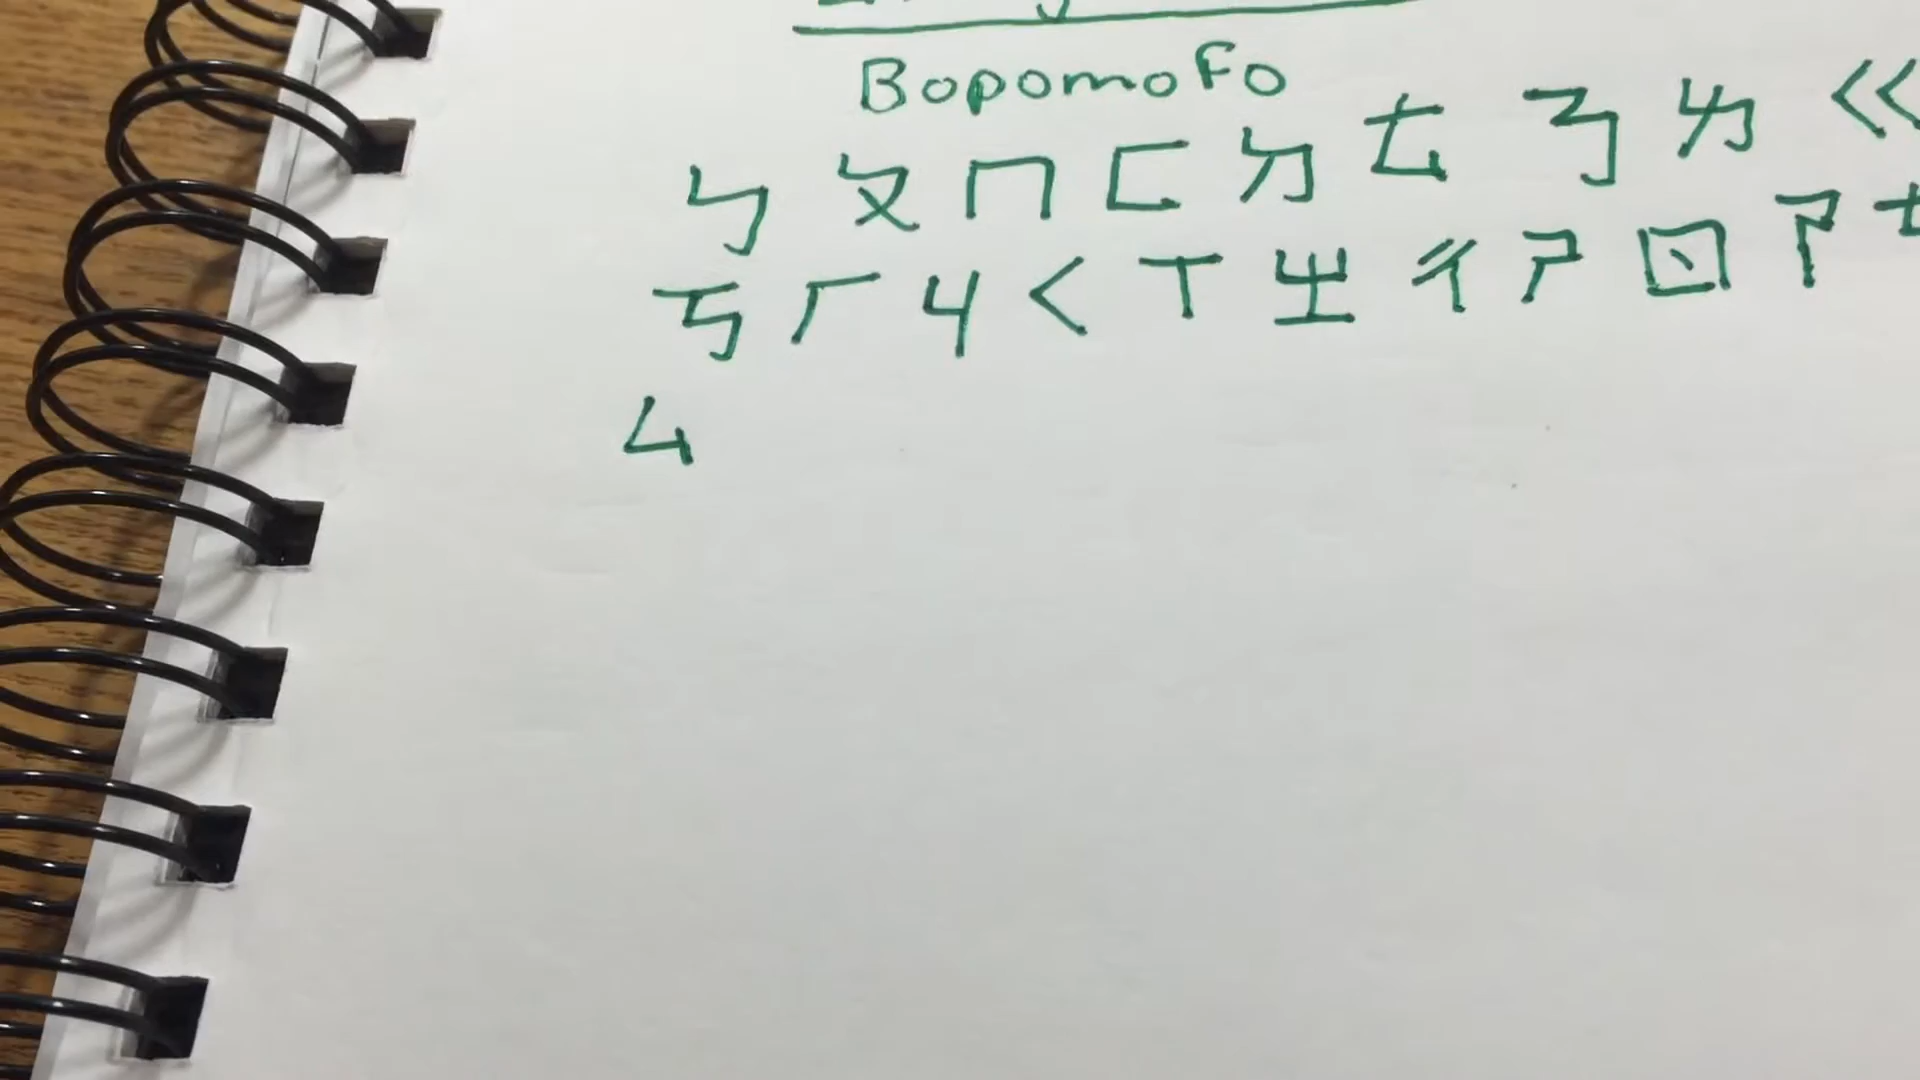 Bopomofo
ㄅ ㄆ ㄇ ㄈ ㄉ ㄊ ㄋ ㄌ ㄍ
ㄎ ㄏ ㄐ ㄑ ㄒ ㄓ ㄔ ㄕ ㄖ ㄗ
ㄙ